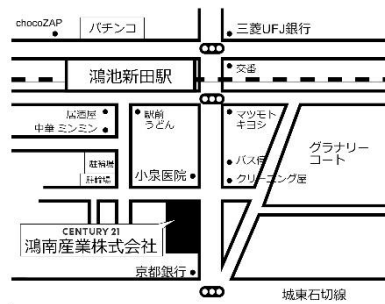 chocoZAP
パチンコ
三菱UFJ銀行
鴻池新田駅
交番
居酒屋
中華 ミンミン
駅前
うどん
マツモト
キヨシ
グラナリー
コート
駐輪場
駐輪場
小泉医院
バス停
クリーニング屋
CENTURY 21
鴻南産業株式会社
京都銀行
城東石切線